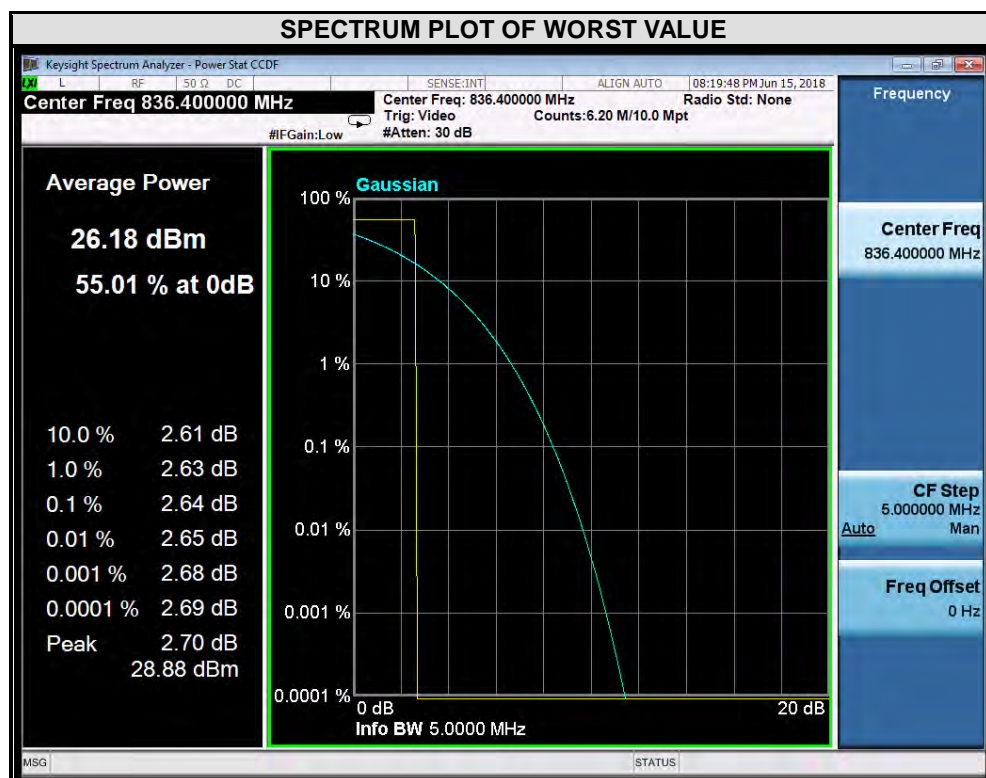 SPECTRUM PLOT OF WORST VALUE
Keysight Spectrum Analyzer - Power Stat CCDF
LXI L RF 50 Ω DC SENSE:INT ALIGN AUTO 08:19:48 PM Jun 15, 2018
Center Freq 836.400000 MHz
Center Freq: 836.400000 MHz Radio Std: None
Trig: Video Counts:6.20 M/10.0 Mpt
#IFGain:Low #Atten: 30 dB
Average Power
26.18 dBm
55.01 % at 0dB
10.0 % 2.61 dB
1.0 % 2.63 dB
0.1 % 2.64 dB
0.01 % 2.65 dB
0.001 % 2.68 dB
0.0001 % 2.69 dB
Peak 2.70 dB
28.88 dBm
Gaussian
100 %
10 %
1 %
0.1 %
0.01 %
0.001 %
0.0001 %
0 dB 20 dB
Info BW 5.0000 MHz
Frequency
Center Freq
836.400000 MHz
CF Step
5.000000 MHz
Auto Man
Freq Offset
0 Hz
MSG STATUS